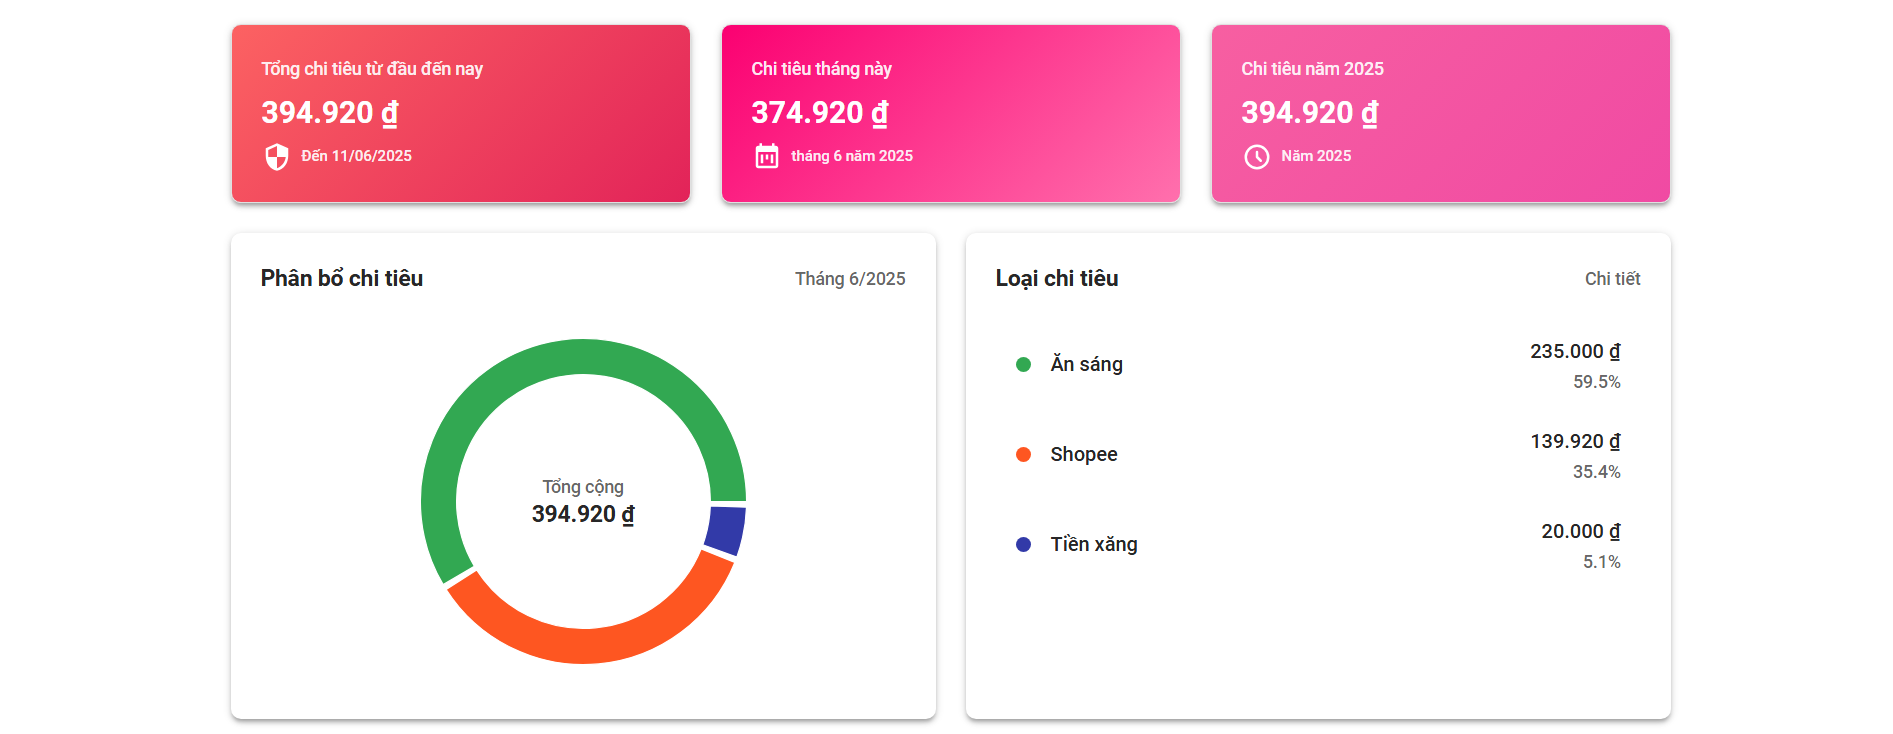 Tổng chi tiêu từ đầu đến nay
394.920 ₫
Đến 11/06/2025
Chi tiêu tháng này
374.920 ₫
tháng 6 năm 2025
Chi tiêu năm 2025
394.920 ₫
Năm 2025
Phân bổ chi tiêu
Tháng 6/2025
Tổng cộng
394.920 ₫
Loại chi tiêu
Chi tiết
Ăn sáng
235.000 ₫
59.5%
Shopee
139.920 ₫
35.4%
Tiền xăng
20.000 ₫
5.1%